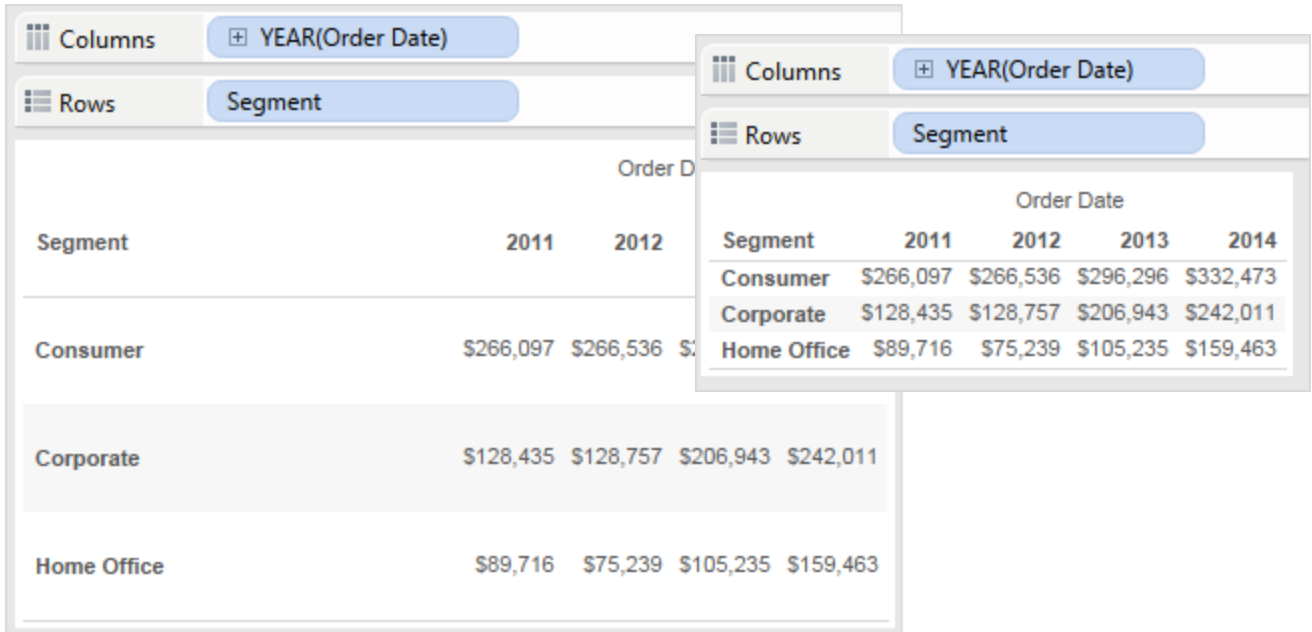 Columns YEAR(Order Date)
Rows Segment
Order D
Segment 2011 2012
Consumer $266,097 $266,536
Corporate $128,435 $128,757 $206,943 $242,011
Home Office $89,716 $75,239 $105,235 $159,463
Columns YEAR(Order Date)
Rows Segment
Order Date
Segment 2011 2012 2013 2014
Consumer $266,097 $266,536 $296,296 $332,473
Corporate $128,435 $128,757 $206,943 $242,011
Home Office $89,716 $75,239 $105,235 $159,463